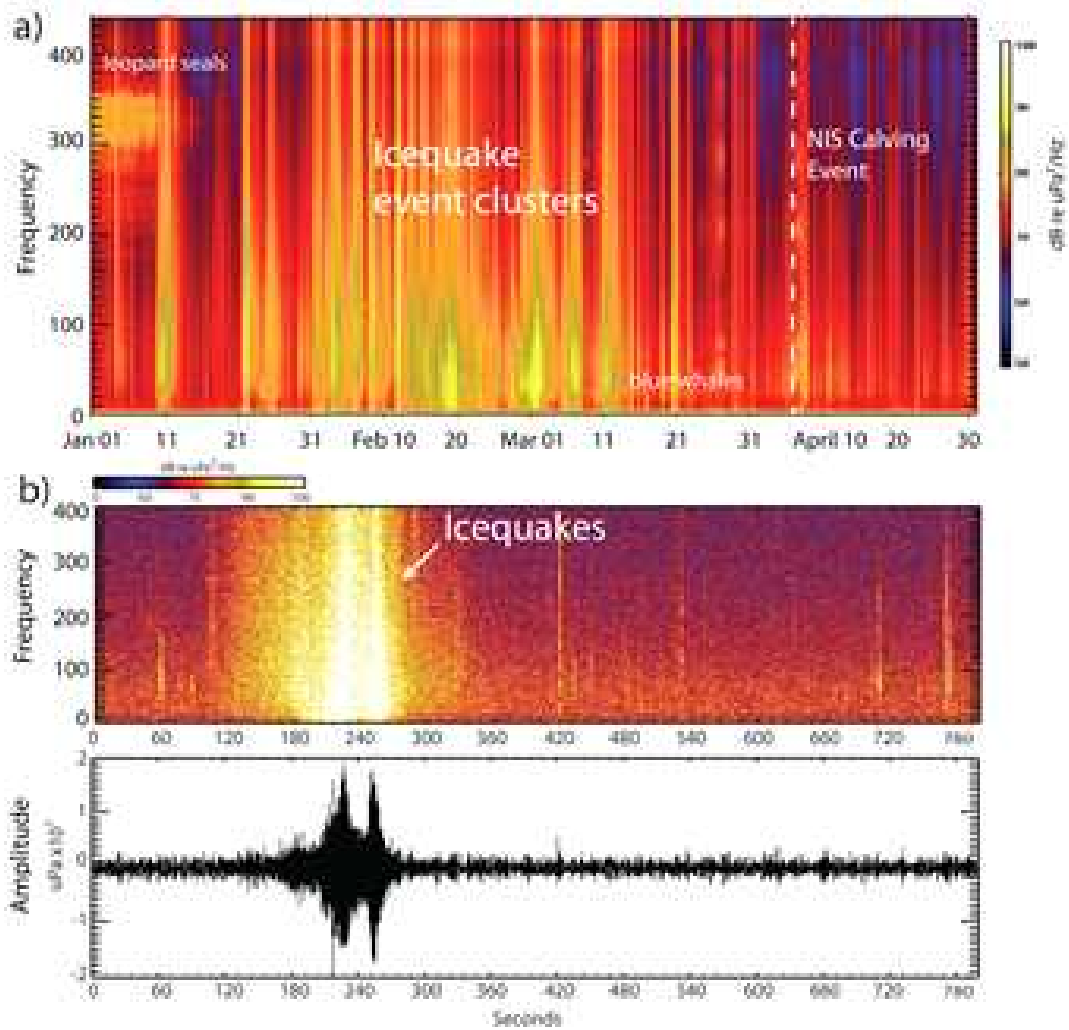 a)
400
300
200
100
0
Frequency
leopard seals
Icequake
event clusters
NIS Calving
Event
blue whales
Jan 01 11 21 31 Feb 10 20 Mar 01 11 21 31 April 10 20 30
b)
400
300
200
100
0
Frequency
Icequakes
0 60 120 180 240 300 360 420 480 540 600 660 720 780
2
1
0
-1
-2
Amplitude
0 60 120 180 240 300 360 420 480 540 600 660 720 780
Seconds